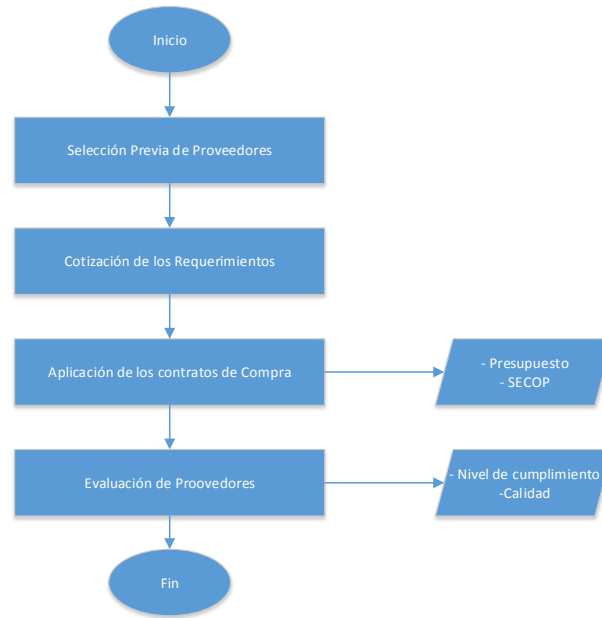 Inicio
Selección Previa de Proveedores
Cotización de los Requerimientos
Aplicación de los contratos de Compra
- Presupuesto
- SECOP
Evaluación de Proovedores
- Nivel de cumplimiento
-Calidad
Fin